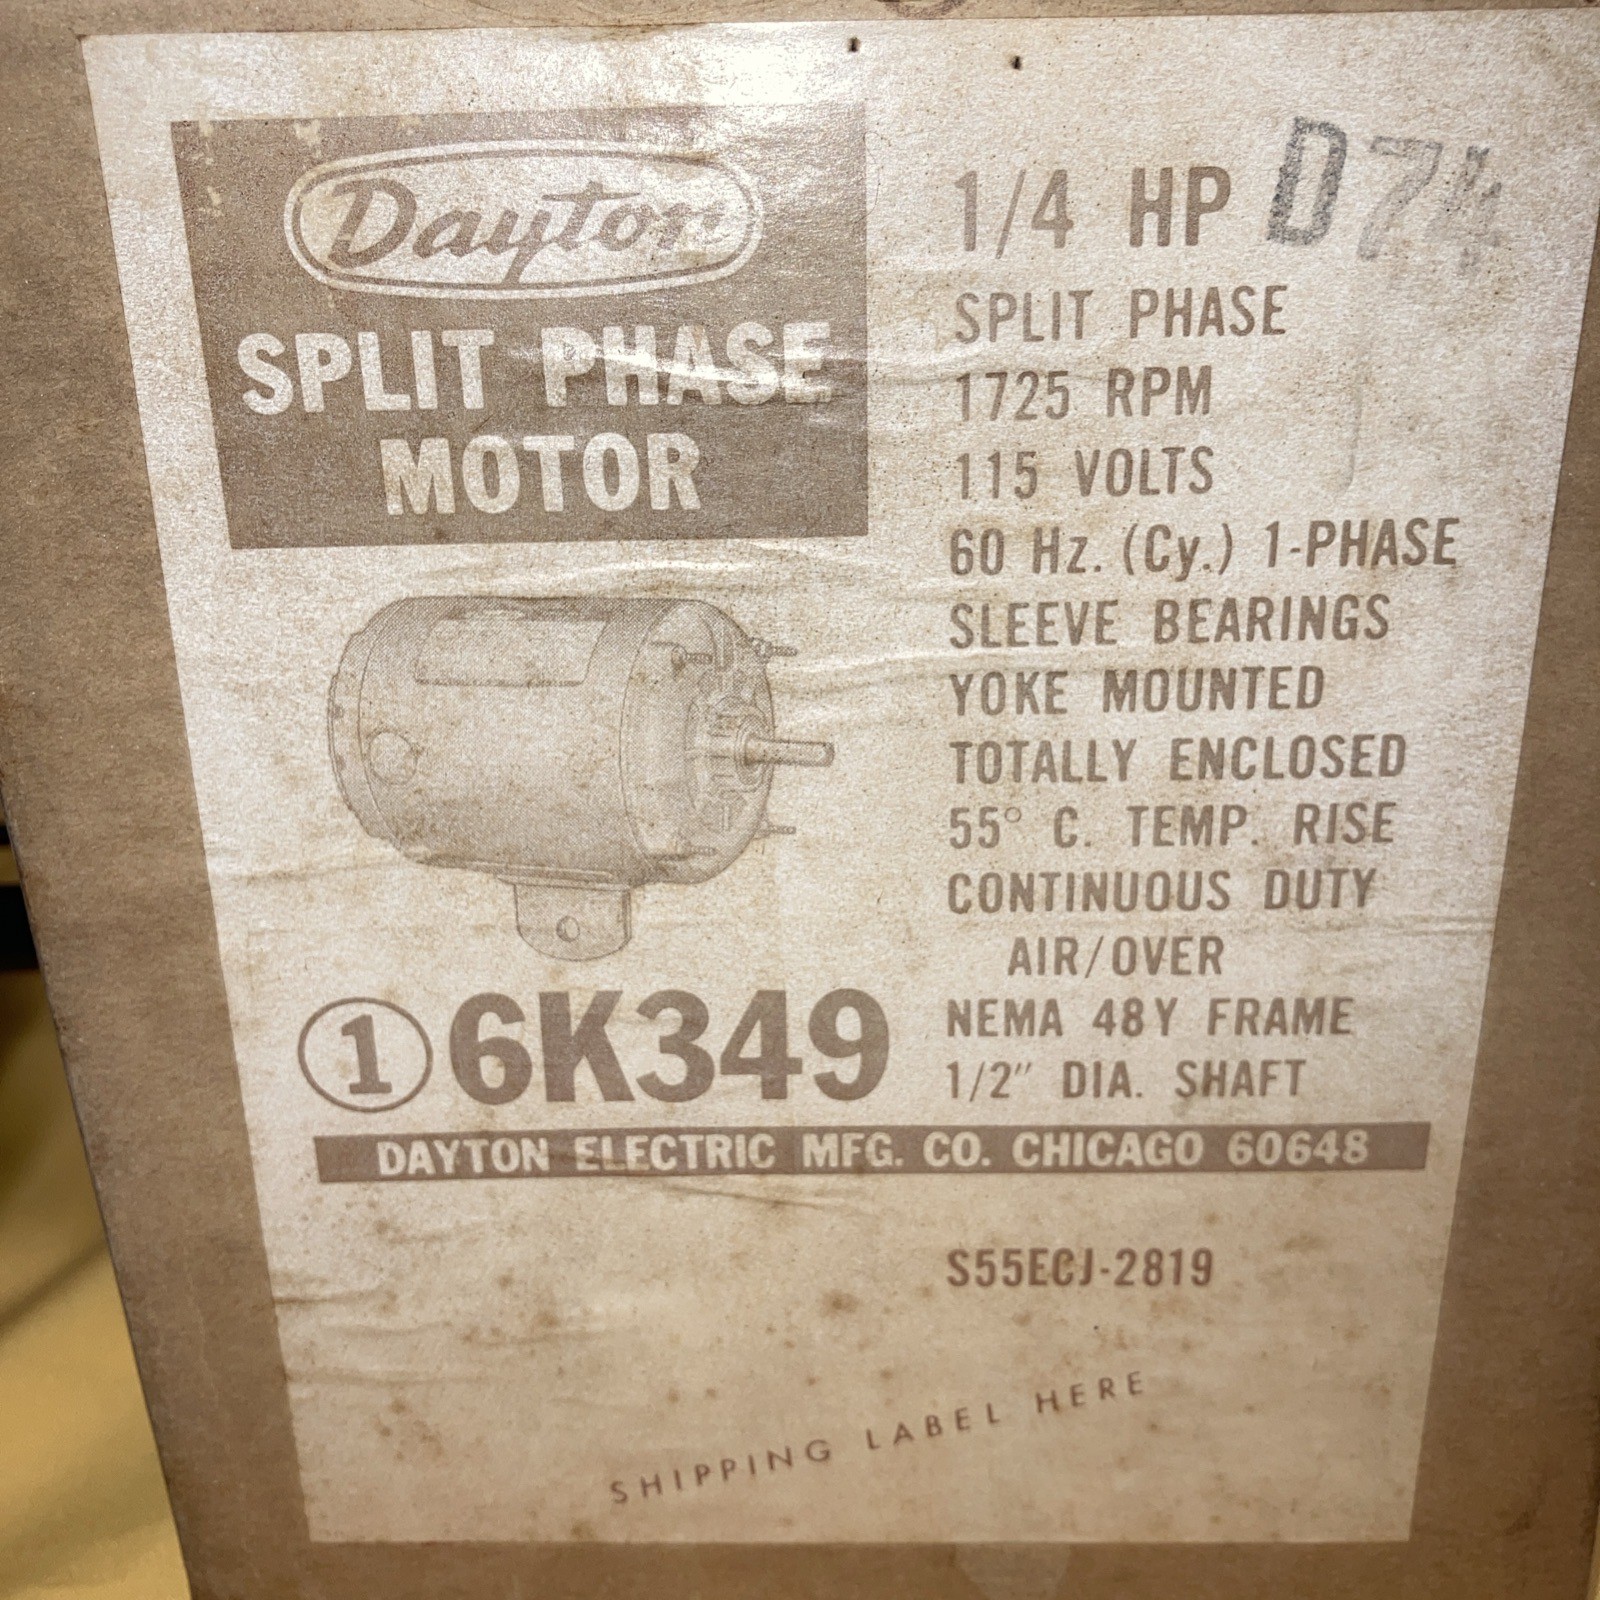 Dayton
SPLIT PHASE
MOTOR
1/4 HP
D74
SPLIT PHASE
1725 RPM
115 VOLTS
60 Hz. (Cy.) 1-PHASE
SLEEVE BEARINGS
YOKE MOUNTED
TOTALLY ENCLOSED
55° C. TEMP. RISE
CONTINUOUS DUTY
AIR/OVER
NEMA 48Y FRAME
1/2" DIA. SHAFT
1 6K349
DAYTON ELECTRIC MFG. CO. CHICAGO 60648
S55ECJ-2819
SHIPPING LABEL HERE